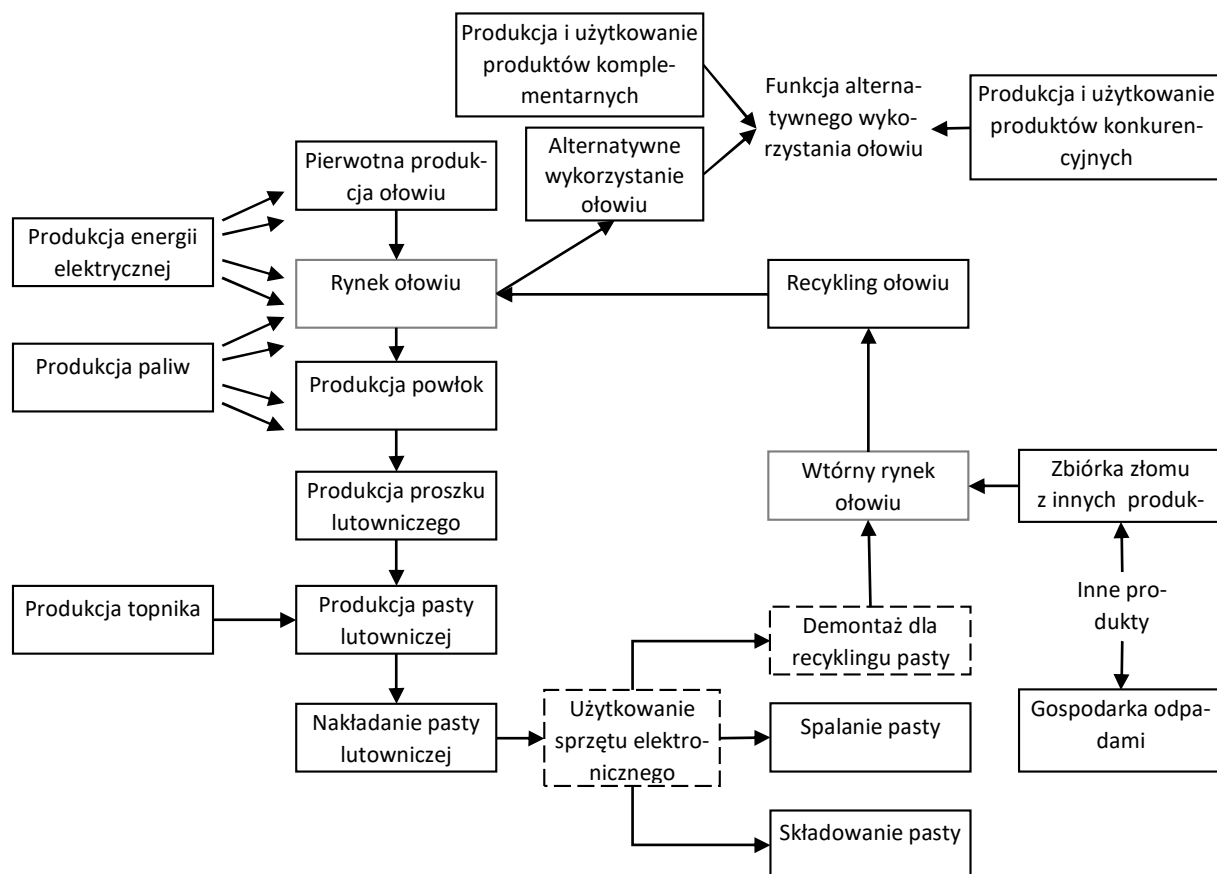 Produkcja i użytkowanie
produktów komple-
mentarnych
Funkcja alterna-
tywnego wyko-
rzystania ołowiu
Produkcja i użytkowanie
produktów konkuren-
cyjnych
Alternatywne
wykorzystanie
ołowiu
Pierwotna produk-
cja ołowiu
Produkcja energii
elektrycznej
Rynek ołowiu
Recykling ołowiu
Produkcja paliw
Produkcja powłok
Produkcja proszku
lutowniczego
Wtórny rynek
ołowiu
Zbiórka złomu
z innych produk-
Produkcja topnika
Produkcja pasty
lutowniczej
Demontaż dla
recyklingu pasty
Inne pro-
dukty
Nakładanie pasty
lutowniczej
Użytkowanie
sprzętu elektro-
nicznego
Spalanie pasty
Gospodarka odpa-
dami
Składowanie pasty